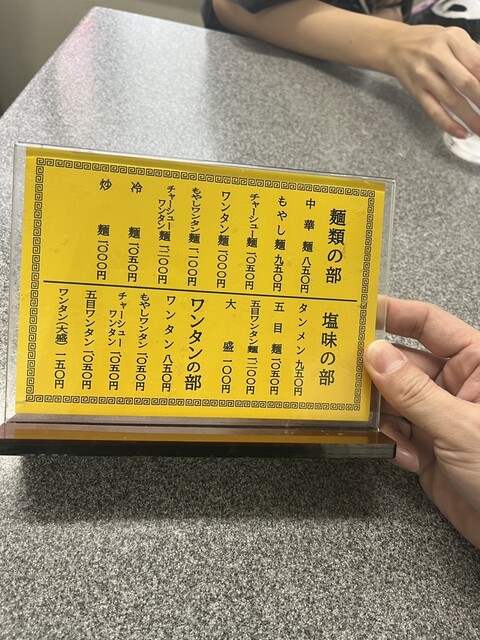 麺類の部
中華麺 八五〇円
もやし麺 九五〇円
チャーシュー麺 一〇五〇円
ワンタン麺 一〇〇〇円
もやしワンタン麺 一一〇〇円
チャーシューワンタン麺 一二〇〇円
冷麺 一〇五〇円
炒麺 一〇〇〇円
塩味の部
タンメン 九五〇円
五目麺 一〇五〇円
五目ワンタン麺 一二〇〇円
大盛 一〇〇円
ワンタンの部
ワンタン 八五〇円
もやしワンタン 一〇五〇円
チャーシューワンタン 一〇五〇円
五目ワンタン 一〇五〇円
ワンタン(大盛) 一五〇円